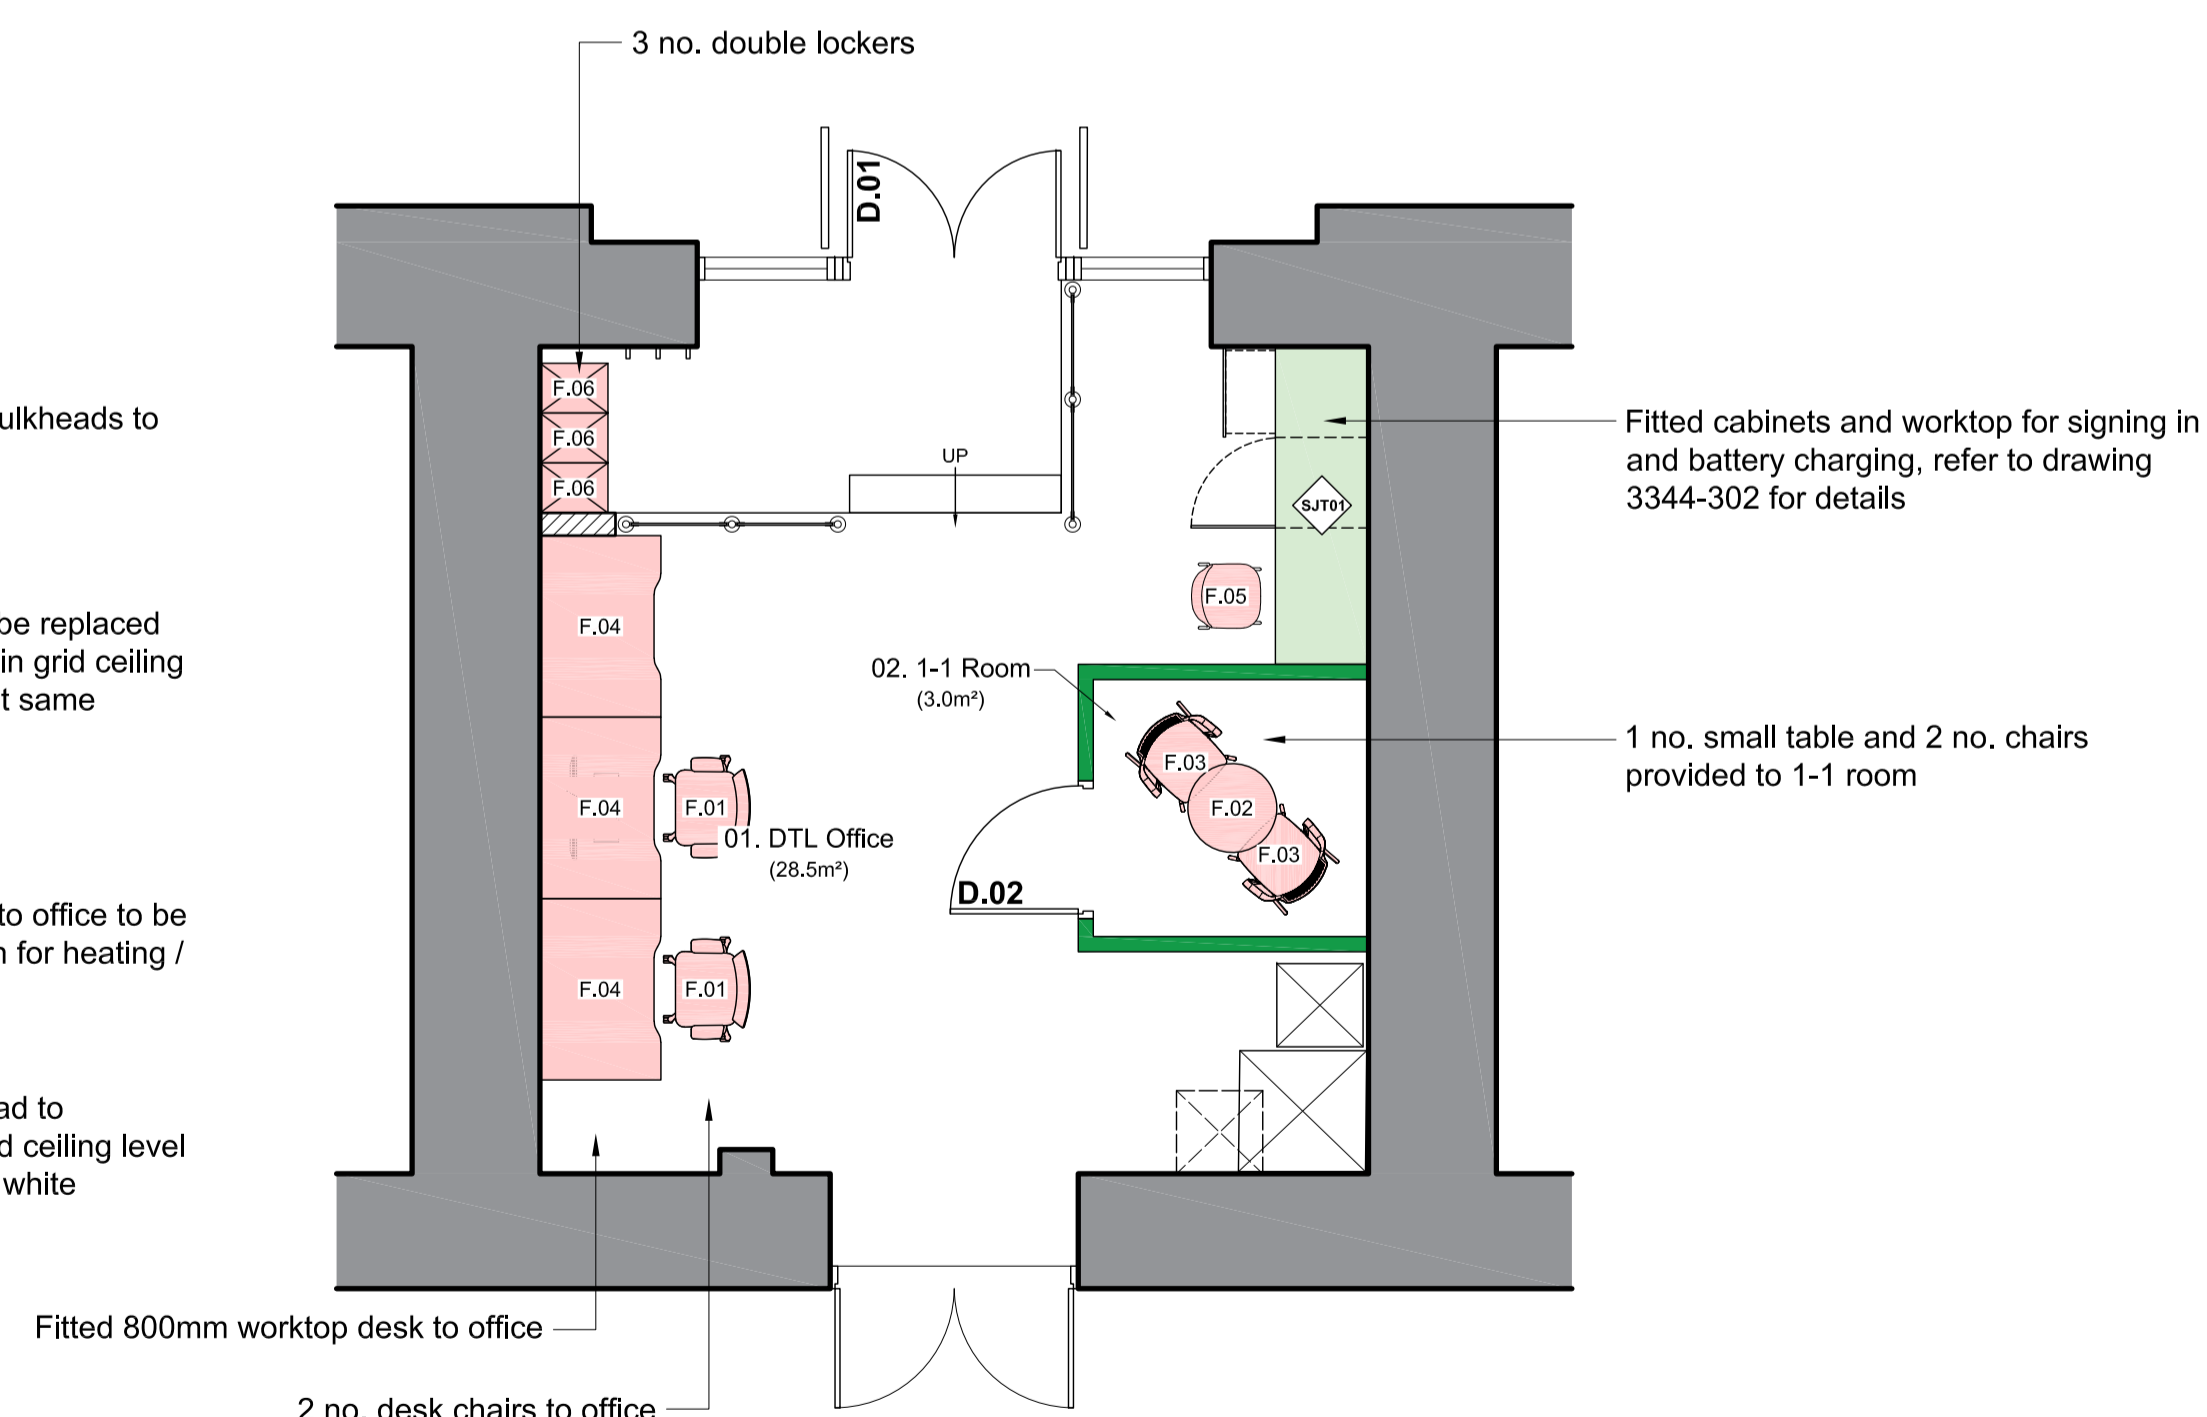 3 no. double lockers
D.01
ulkheads to
F.06
F.06
F.06
UP
Fitted cabinets and worktop for signing in
and battery charging, refer to drawing
3344-302 for details
SJT01
F.05
be replaced
in grid ceiling
t same
F.04
02. 1-1 Room
(3.0m²)
1 no. small table and 2 no. chairs
provided to 1-1 room
F.03
F.02
F.03
F.04
F.01
01. DTL Office
(28.5m²)
D.02
to office to be
n for heating /
F.04
F.01
ad to
d ceiling level
white
Fitted 800mm worktop desk to office
2 no. desk chairs to office